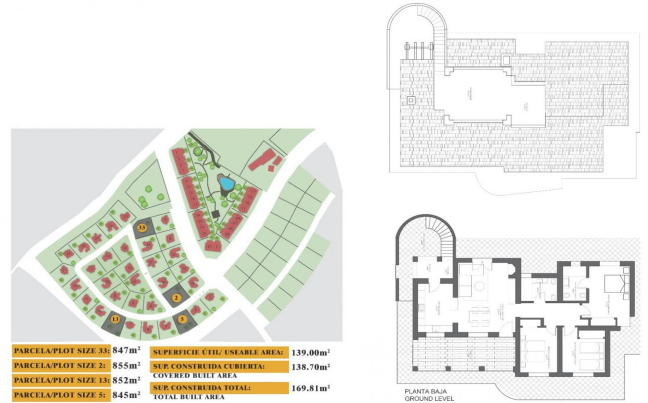 33
2
13
5
PARCELA/PLOT SIZE 33: 847m²
PARCELA/PLOT SIZE 2: 855m²
PARCELA/PLOT SIZE 13: 852m²
PARCELA/PLOT SIZE 5: 845m²
SUPERFICIE ÚTIL/ USEABLE AREA: 139.00m²
SUP. CONSTRUIDA CUBIERTA: 138.70m²
COVERED BUILT AREA
SUP. CONSTRUIDA TOTAL: 169.81m²
TOTAL BUILT AREA
PLANTA BAJA
GROUND LEVEL